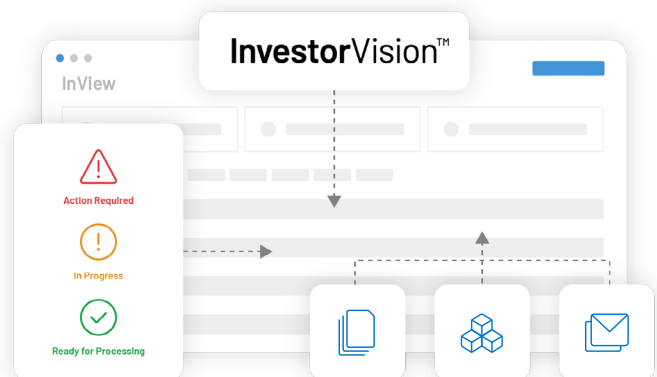 InvestorVision™
InView
Action Required
In Progress
Ready for Processing